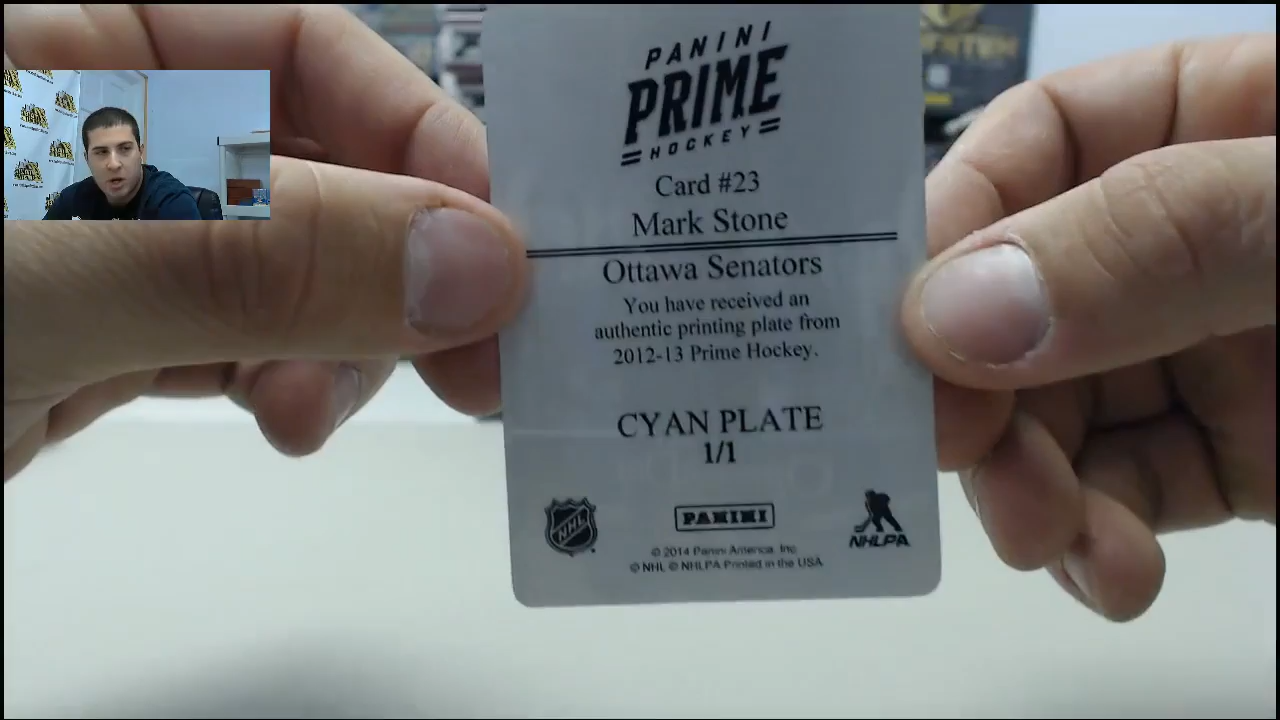 PANINI
PRIME
HOCKEY
Card #23
Mark Stone
Ottawa Senators
You have received an
authentic printing plate from
2012-13 Prime Hockey.
CYAN PLATE
1/1
NHL
PANINI
NHLPA
© 2014 Panini America, Inc.
© NHL © NHLPA Printed in the USA